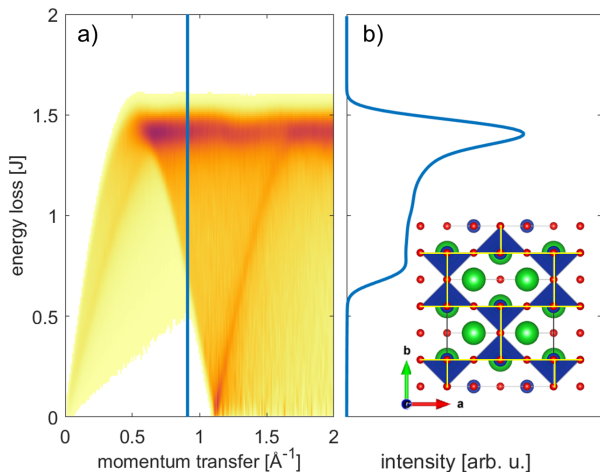 a)
b)
2
1.5
1
0.5
0
energy loss [J]
0 0.5 1 1.5 2
momentum transfer [Å⁻¹]
intensity [arb. u.]
b
a